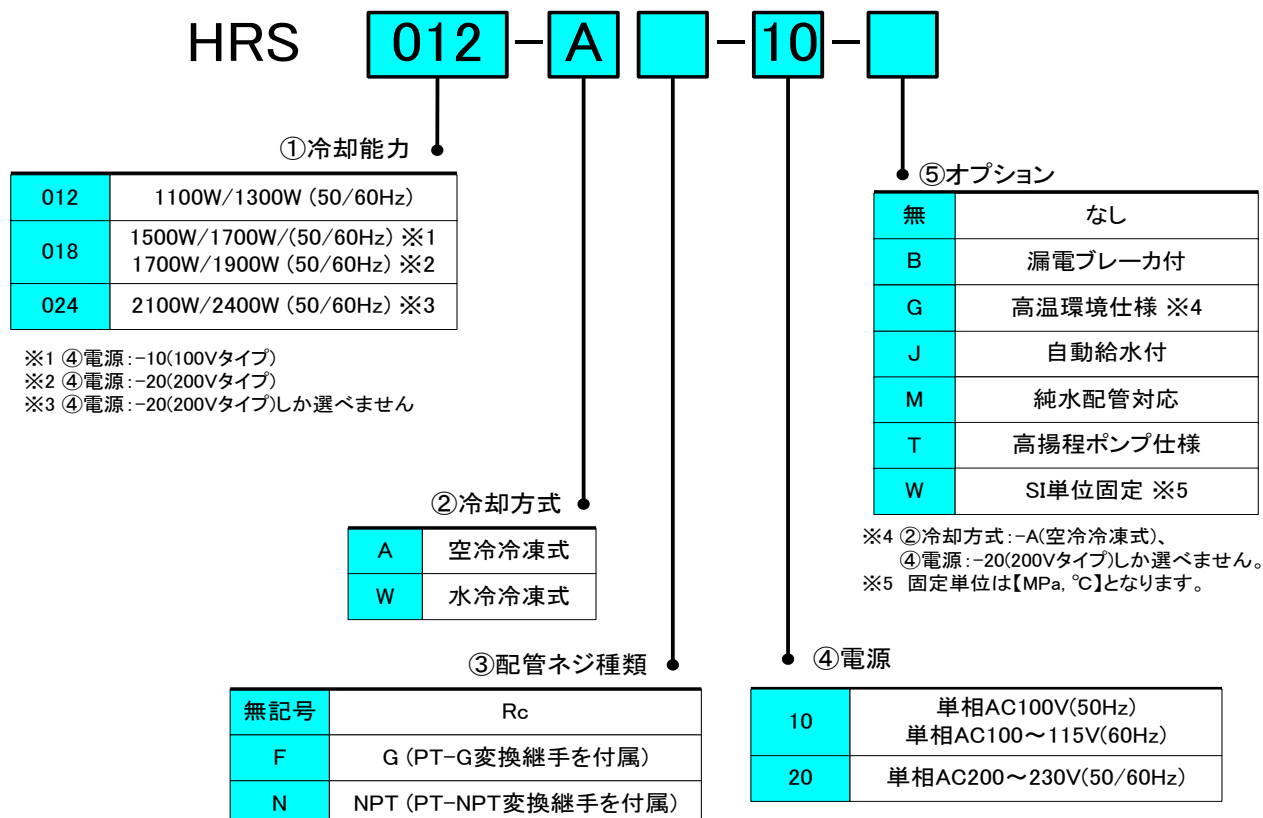 HRS 012-A -10-
①冷却能力
012 1100W/1300W (50/60Hz)
018 1500W/1700W/(50/60Hz) ※1
1700W/1900W (50/60Hz) ※2
024 2100W/2400W (50/60Hz) ※3
※1 ④電源:-10(100Vタイプ)
※2 ④電源:-20(200Vタイプ)
※3 ④電源:-20(200Vタイプ)しか選べません
⑤オプション
無 なし
B 漏電ブレーカ付
G 高温環境仕様 ※4
J 自動給水付
M 純水配管対応
T 高揚程ポンプ仕様
W SI単位固定 ※5
※4 ②冷却方式:-A(空冷冷凍式)、
④電源:-20(200Vタイプ)しか選べません。
※5 固定単位は【MPa, ℃】となります。
②冷却方式
A 空冷冷凍式
W 水冷冷凍式
③配管ネジ種類
無記号 Rc
F G (PT-G変換継手を付属)
N NPT (PT-NPT変換継手を付属)
④電源
10 単相AC100V(50Hz)
単相AC100～115V(60Hz)
20 単相AC200～230V(50/60Hz)